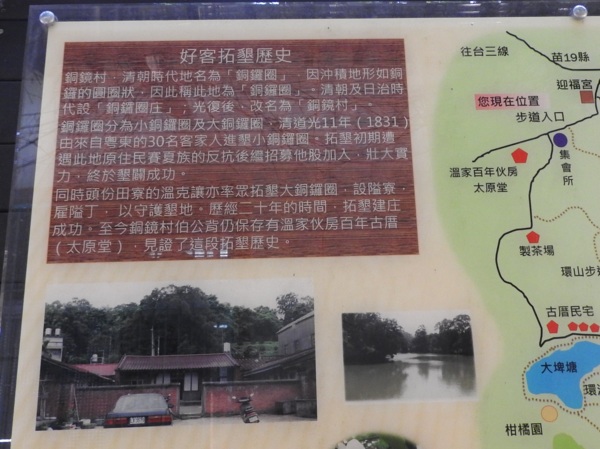 好客拓墾歷史
銅鏡村，清朝時代地名為「銅鑼圈」，因沖積地形如銅
鑼的圓圈狀，因此稱此地為「銅鑼圈」。清朝及日治時
代設「銅鑼圈庄」；光復後，改名為「銅鏡村」。
銅鑼圈分為小銅鑼圈及大銅鑼圈，清道光11年（1831）
由來自粵東的30名客家人進墾小銅鑼圈。拓墾初期遭
遇此地原住民賽夏族的反抗後繼招募他股加入，壯大實
力，終於墾闢成功。
同時頭份田寮的溫克讓亦率眾拓墾大銅鑼圈，設隘寮，
雇隘丁，以守護墾地。歷經二十年的時間，拓墾建庄
成功。至今銅鏡村伯公背仍保存有溫家伙房百年古厝
（太原堂），見證了這段拓墾歷史。
往台三線
苗19縣
迎福宮
您現在位置
步道入口
集會所
溫家百年伙房
太原堂
製茶場
環山步
古厝民宅
大埤塘
環
柑橘園